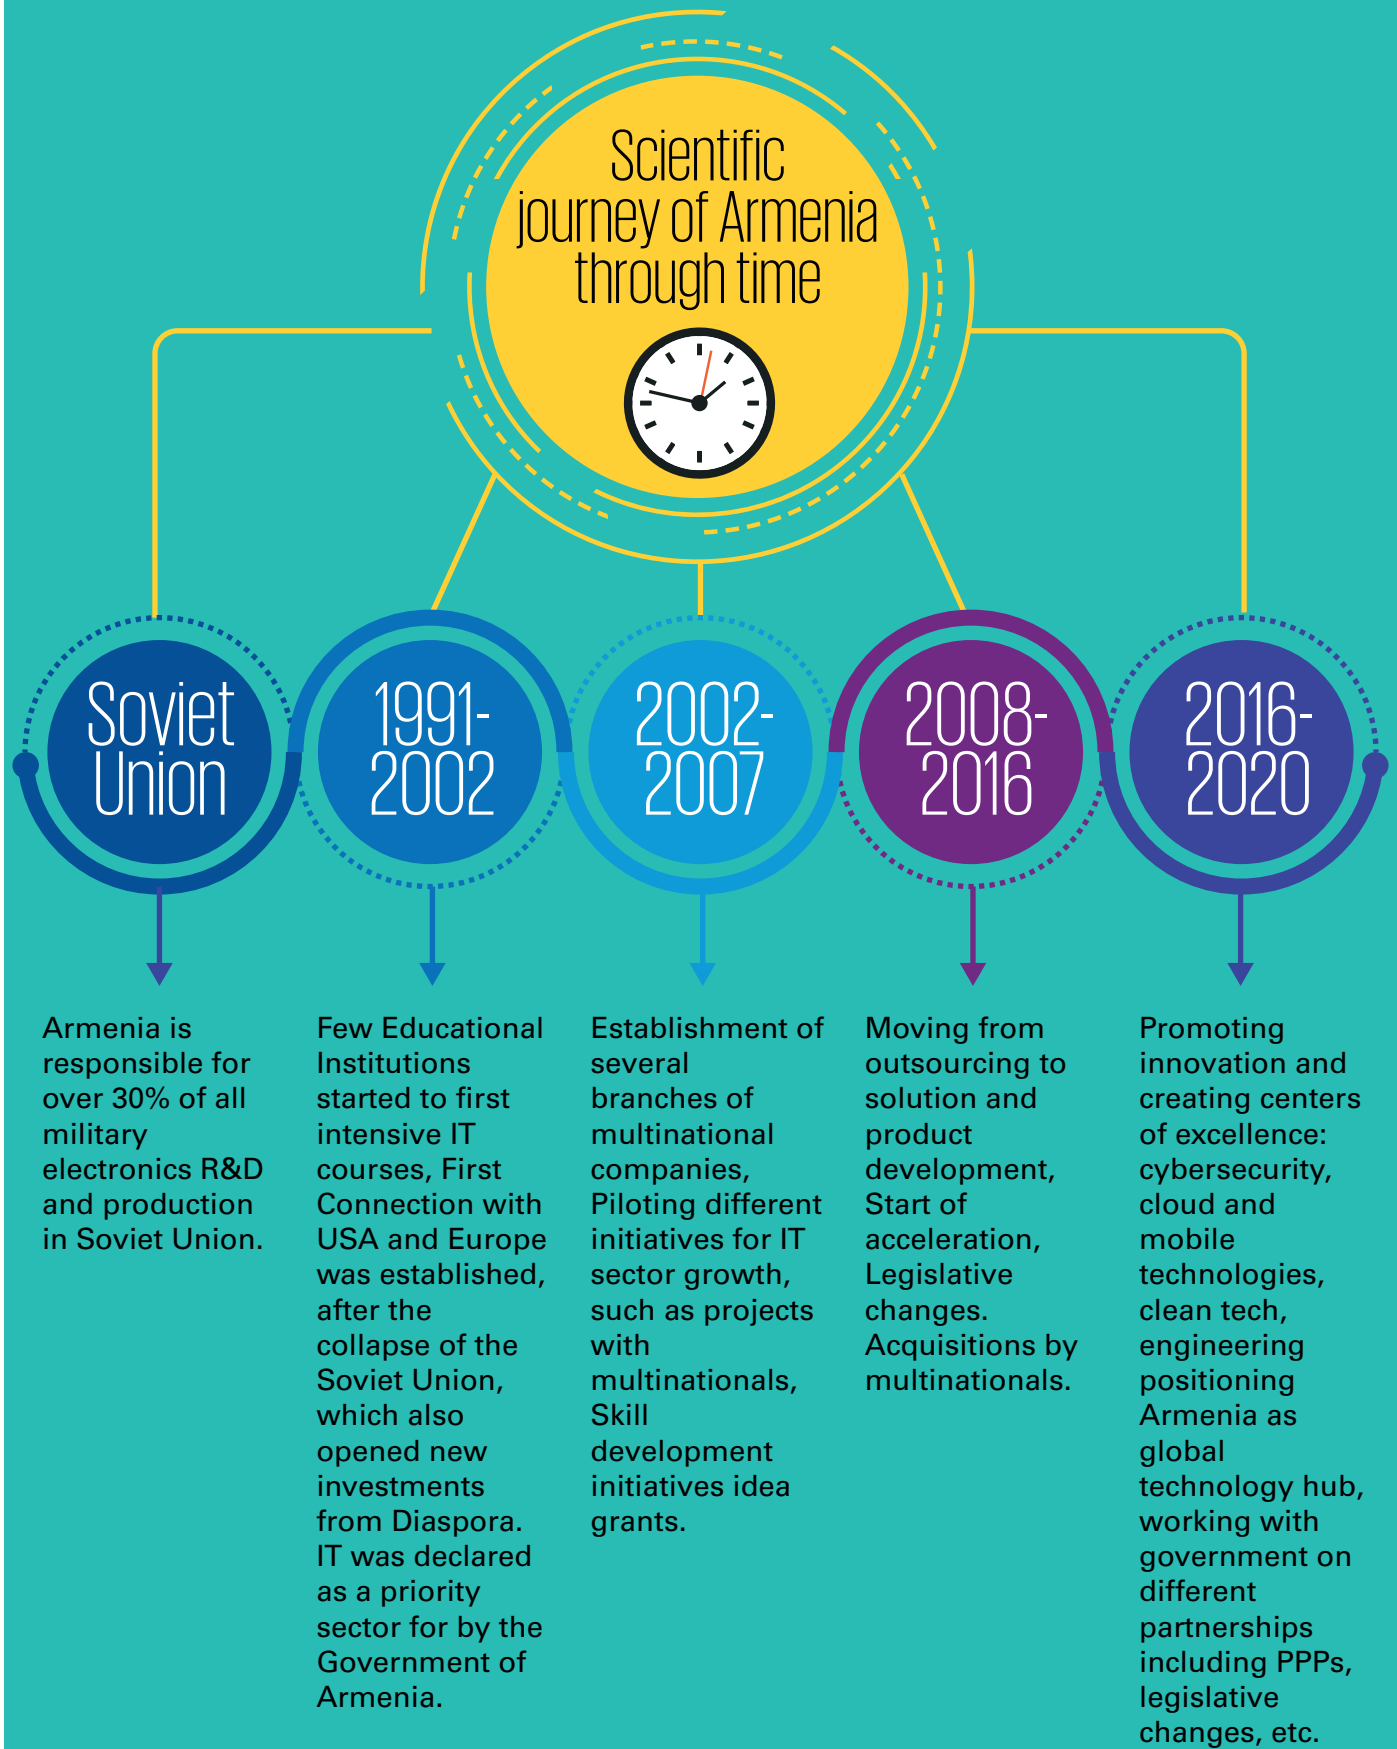 Scientific
journey of Armenia
through time
Soviet
Union
1991-
2002
2002-
2007
2008-
2016
2016-
2020
Armenia is
responsible for
over 30% of all
military
electronics R&D
and production
in Soviet Union.
Few Educational
Institutions
started to first
intensive IT
courses, First
Connection with
USA and Europe
was established,
after the
collapse of the
Soviet Union,
which also
opened new
investments
from Diaspora.
IT was declared
as a priority
sector for by the
Government of
Armenia.
Establishment of
several
branches of
multinational
companies,
Piloting different
initiatives for IT
sector growth,
such as projects
with
multinationals,
Skill
development
initiatives idea
grants.
Moving from
outsourcing to
solution and
product
development,
Start of
acceleration,
Legislative
changes.
Acquisitions by
multinationals.
Promoting
innovation and
creating centers
of excellence:
cybersecurity,
cloud and
mobile
technologies,
clean tech,
engineering
positioning
Armenia as
global
technology hub,
working with
government on
different
partnerships
including PPPs,
legislative
changes, etc.